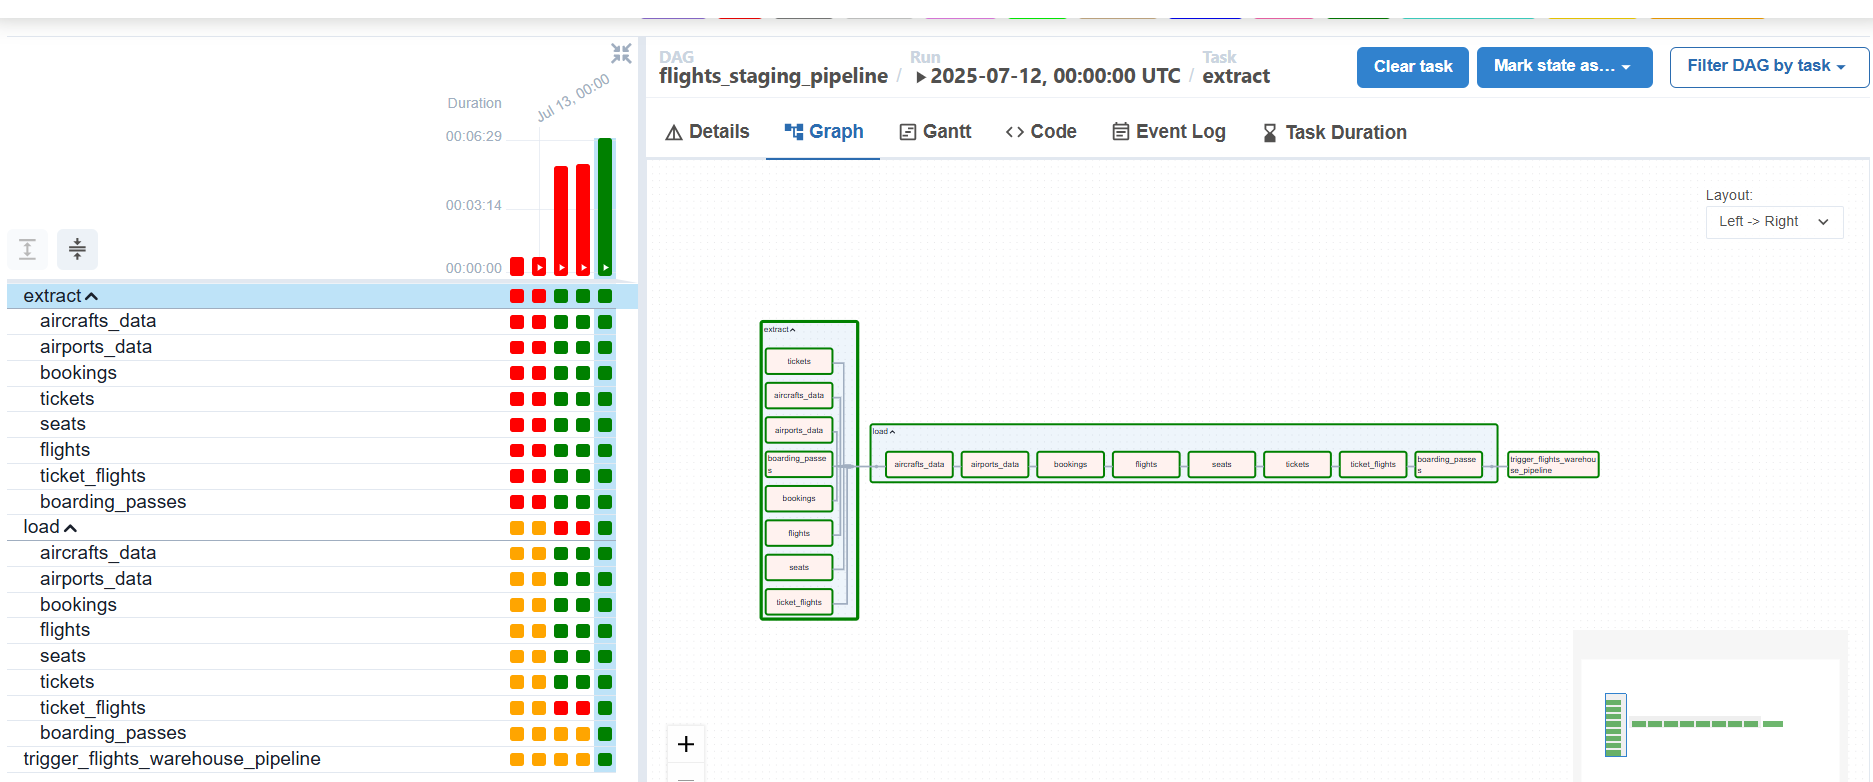 Duration
Jul 13, 00:00
00:06:29
00:03:14
00:00:00
extract
aircrafts_data
airports_data
bookings
tickets
seats
flights
ticket_flights
boarding_passes
load
aircrafts_data
airports_data
bookings
flights
seats
tickets
ticket_flights
boarding_passes
trigger_flights_warehouse_pipeline
DAG
flights_staging_pipeline
/
Run
2025-07-12, 00:00:00 UTC
/
Task
extract
Clear task
Mark state as...
Filter DAG by task
Details
Graph
Gantt
Code
Event Log
Task Duration
Layout:
Left -> Right
extract
tickets
aircrafts_data
airports_data
boarding_passe
s
bookings
flights
seats
ticket_flights
load
aircrafts_data
airports_data
bookings
flights
seats
tickets
ticket_flights
boarding_passe
s
trigger_flights_warehou
se_pipeline